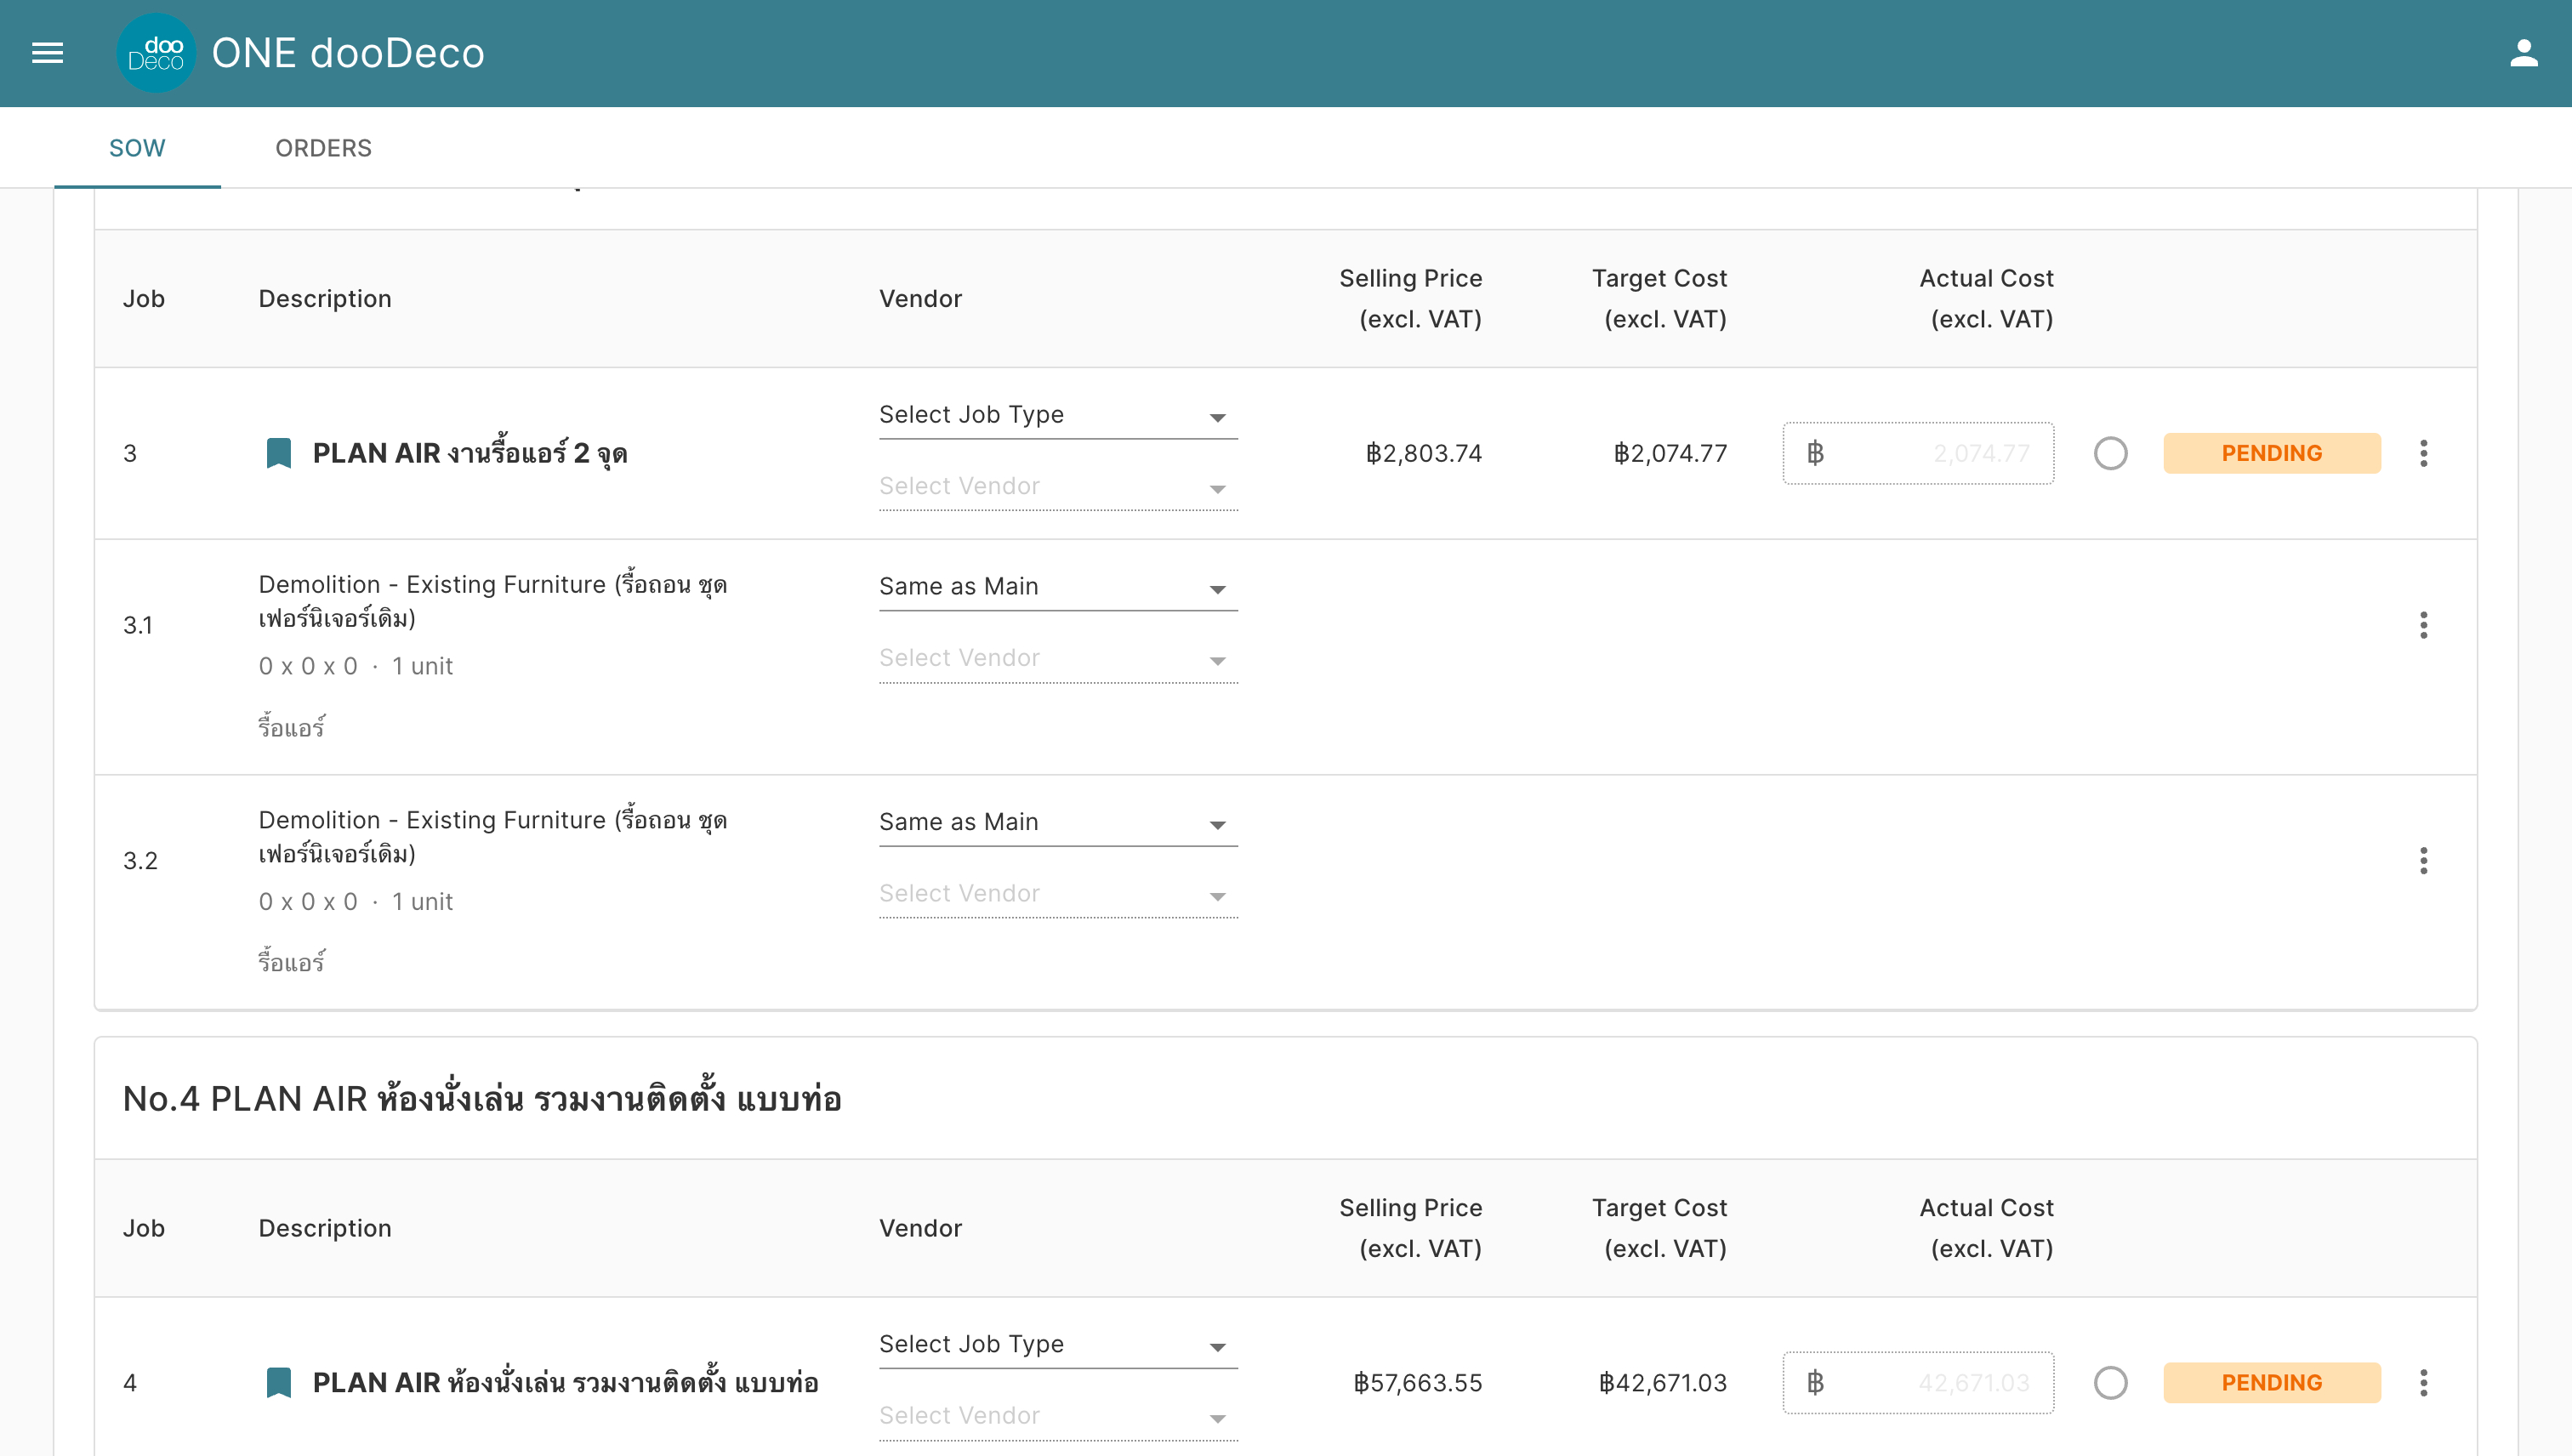 doo
Deco
ONE dooDeco
SOW
ORDERS
Job
Description
Vendor
Selling Price
(excl. VAT)
Target Cost
(excl. VAT)
Actual Cost
(excl. VAT)
3
PLAN AIR งานรื้อแอร์ 2 จุด
Select Job Type
Select Vendor
฿2,803.74
฿2,074.77
฿ 2,074.77
PENDING
3.1
Demolition - Existing Furniture (รื้อถอน ชุด
เฟอร์นิเจอร์เดิม)
0 x 0 x 0 · 1 unit
รื้อแอร์
Same as Main
Select Vendor
3.2
Demolition - Existing Furniture (รื้อถอน ชุด
เฟอร์นิเจอร์เดิม)
0 x 0 x 0 · 1 unit
รื้อแอร์
Same as Main
Select Vendor
No.4 PLAN AIR ห้องนั่งเล่น รวมงานติดตั้ง แบบท่อ
Job
Description
Vendor
Selling Price
(excl. VAT)
Target Cost
(excl. VAT)
Actual Cost
(excl. VAT)
4
PLAN AIR ห้องนั่งเล่น รวมงานติดตั้ง แบบท่อ
Select Job Type
Select Vendor
฿57,663.55
฿42,671.03
฿ 42,671.03
PENDING